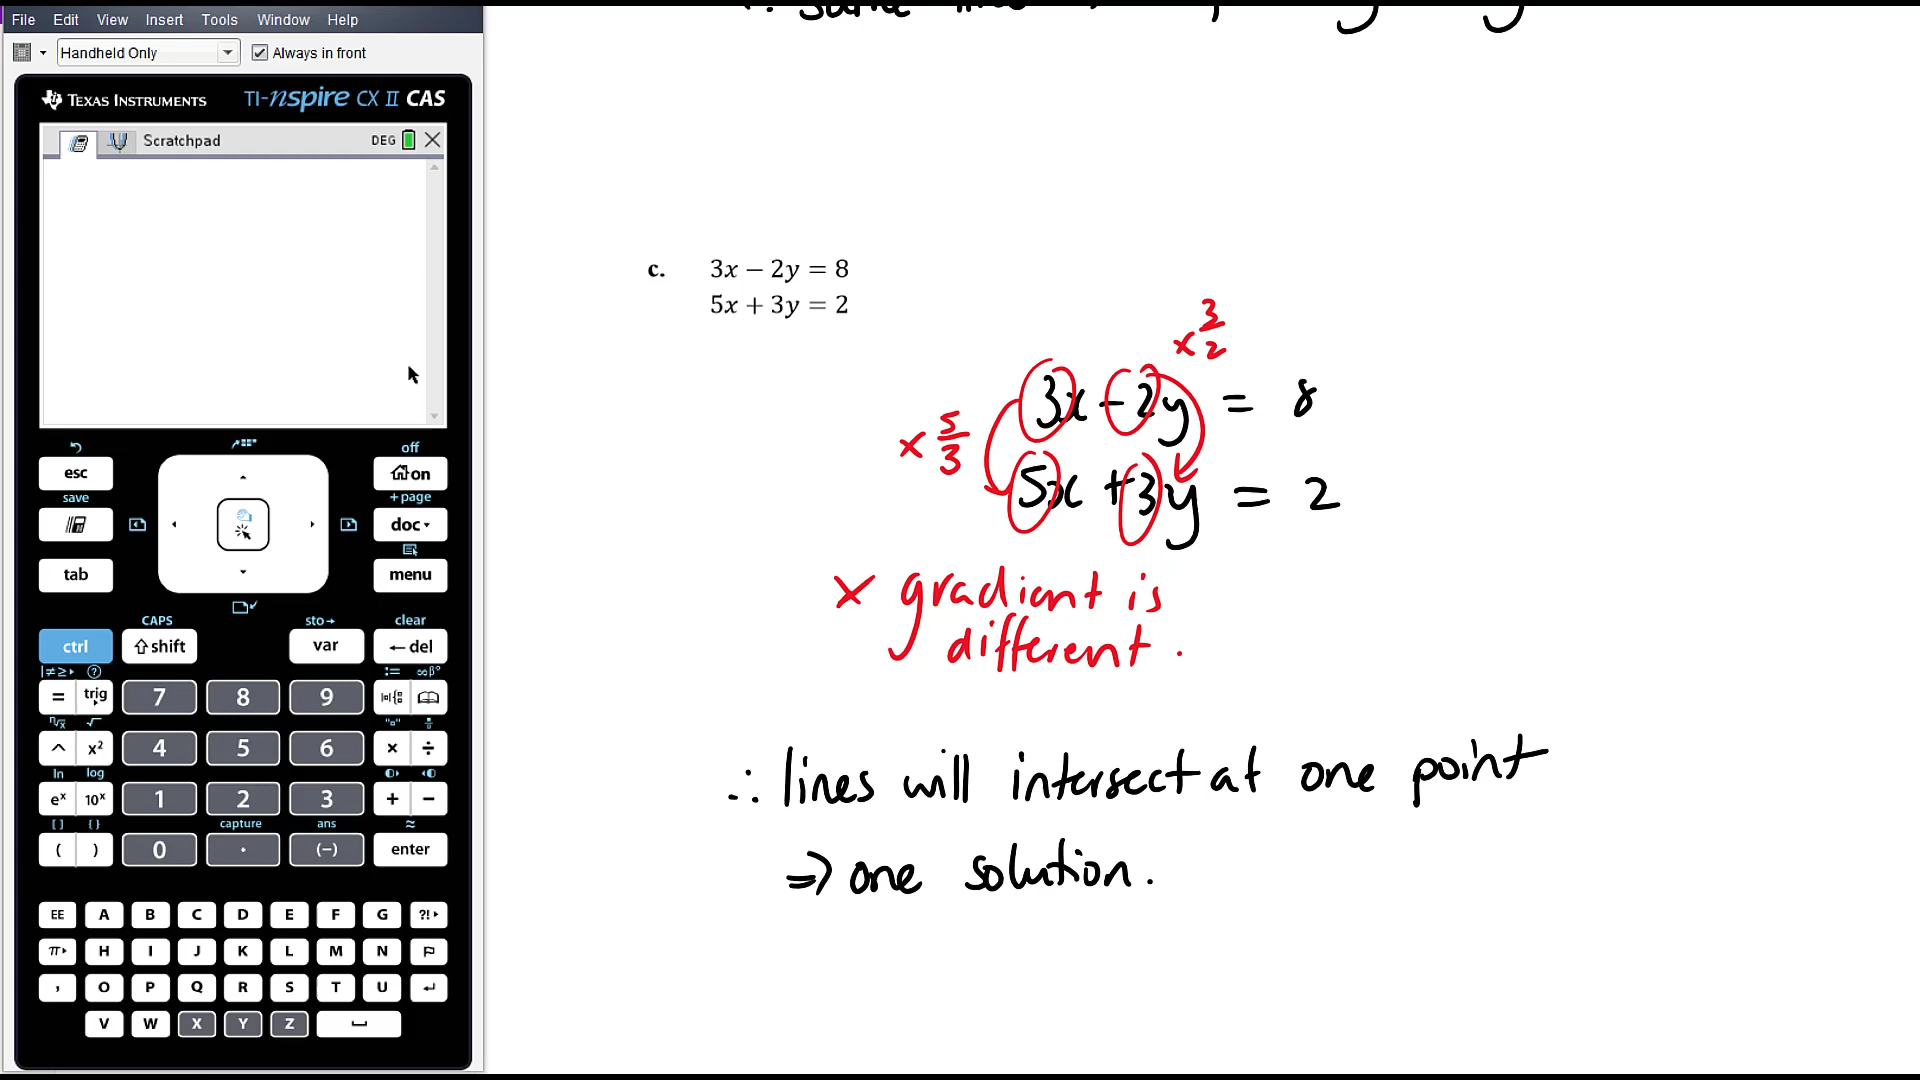 File Edit View Insert Tools Window Help
Handheld Only Always in front
TEXAS INSTRUMENTS TI-nspire CX II CAS
Scratchpad DEG
off
esc on
save + page
doc
tab menu
CAPS sto→ clear
ctrl ⇧shift var ←del
|≠≥▸ ? := ∞β°
= trig 7 8 9
ⁿ√x √
^ x² 4 5 6 × ÷
ln log
eˣ 10ˣ 1 2 3 + −
[ ] { } capture ans ≈
( ) 0 . (−) enter
EE A B C D E F G ?!▸
π▸ H I J K L M N
, O P Q R S T U ↵
V W X Y Z
c. 3x − 2y = 8
5x + 3y = 2
× 3/2
3x − 2y = 8
× 5/3
5x + 3y = 2
× gradient is
different.
∴ lines will intersect at one point
⇒ one solution.